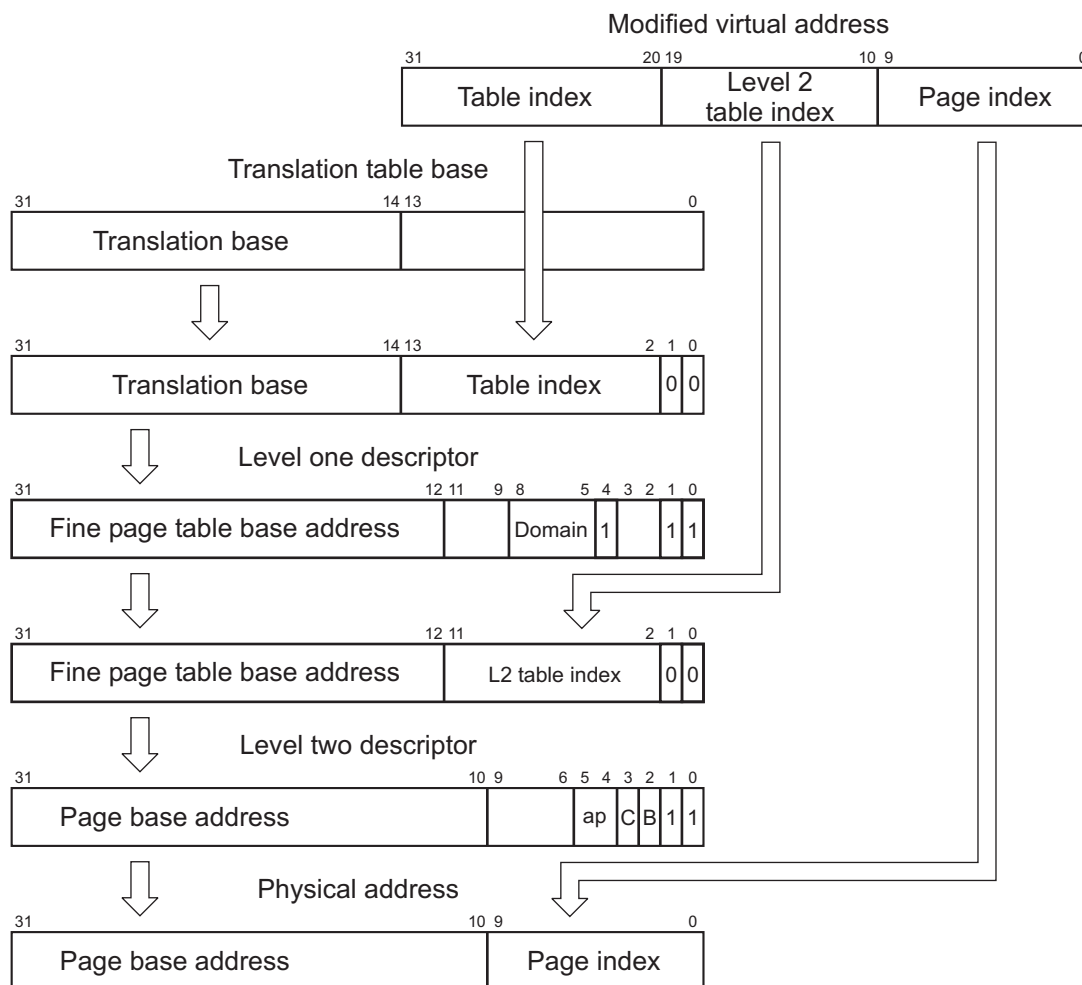 Modified virtual address
31 20 19 10 9 0
Table index
Level 2
table index
Page index
Translation table base
31 14 13 0
Translation base
31 14 13 2 1 0
Translation base Table index 0 0
Level one descriptor
31 12 11 9 8 5 4 3 2 1 0
Fine page table base address Domain 1 1 1
31 12 11 2 1 0
Fine page table base address L2 table index 0 0
Level two descriptor
31 10 9 6 5 4 3 2 1 0
Page base address ap C B 1 1
Physical address
31 10 9 0
Page base address Page index